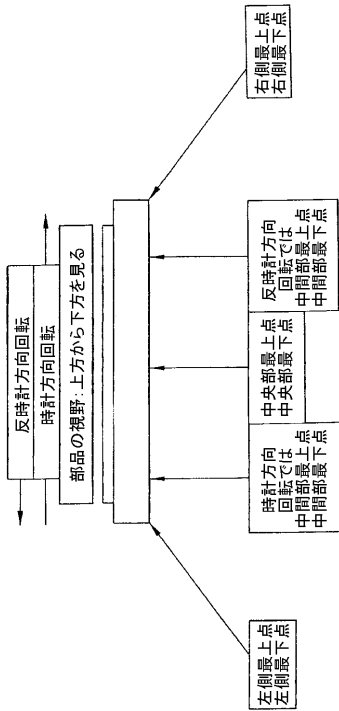 反時計方向回転
時計方向回転
部品の視野:上方から下方を見る
左側最上点
左側最下点
時計方向
回転では
中間部最上点
中間部最下点
中央部最上点
中央部最下点
反時計方向
回転では
中間部最上点
中間部最下点
右側最上点
右側最下点